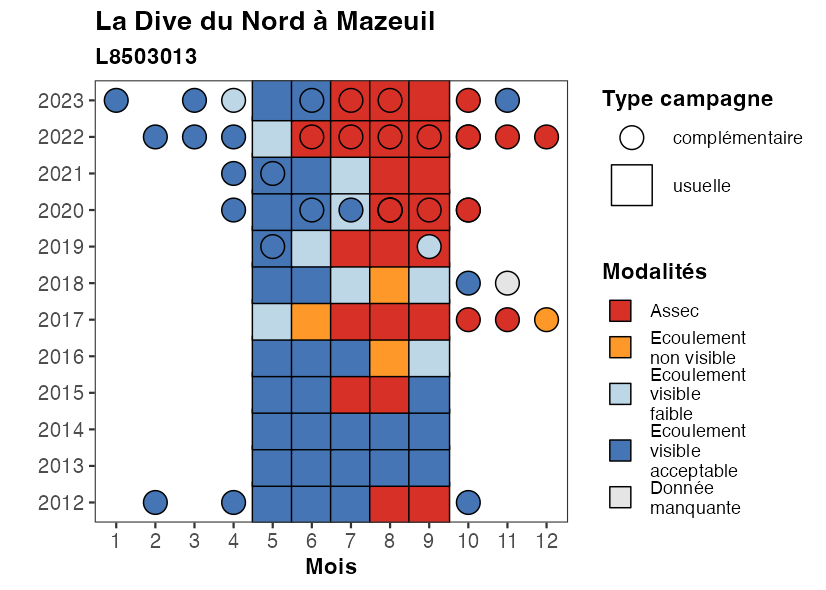 La Dive du Nord à Mazeuil
L8503013
2023
2022
2021
2020
2019
2018
2017
2016
2015
2014
2013
2012
1 2 3 4 5 6 7 8 9 10 11 12
Mois
Type campagne
complémentaire
usuelle
Modalités
Assec
Ecoulement
non visible
Ecoulement
visible
faible
Ecoulement
visible
acceptable
Donnée
manquante